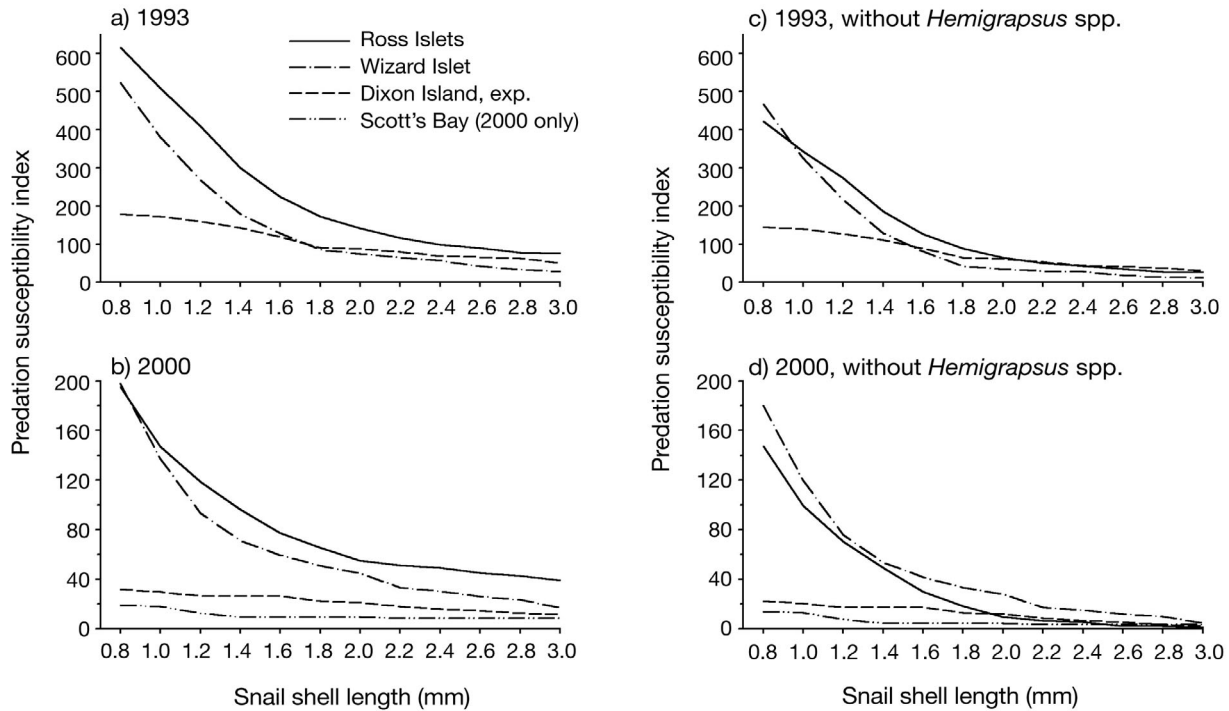 a) 1993
Predation susceptibility index
600
500
400
300
200
100
0
Ross Islets
Wizard Islet
Dixon Island, exp.
Scott's Bay (2000 only)
0.8 1.0 1.2 1.4 1.6 1.8 2.0 2.2 2.4 2.6 2.8 3.0
b) 2000
200
160
120
80
40
0
0.8 1.0 1.2 1.4 1.6 1.8 2.0 2.2 2.4 2.6 2.8 3.0
Snail shell length (mm)
c) 1993, without Hemigrapsus spp.
Predation susceptibility index
600
500
400
300
200
100
0
0.8 1.0 1.2 1.4 1.6 1.8 2.0 2.2 2.4 2.6 2.8 3.0
d) 2000, without Hemigrapsus spp.
200
160
120
80
40
0
0.8 1.0 1.2 1.4 1.6 1.8 2.0 2.2 2.4 2.6 2.8 3.0
Snail shell length (mm)